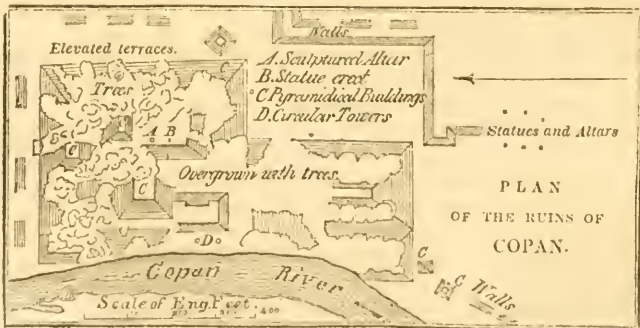 Walls
Elevated terraces.
C
A. Sculptured Altar
B. Statue erect
C. Pyramidical Buildings
D. Circular Towers
Trees
Statues and Altars
A B
C
Overgrown with trees.
C
PLAN
OF THE RUINS OF
COPAN.
D
C
C Walls
Copan River
Scale of Eng. Feet.
400